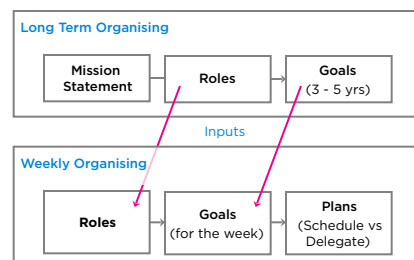 Long Term Organising
Mission
Statement
Roles
Goals
(3 - 5 yrs)
Inputs
Weekly Organising
Roles
Goals
(for the week)
Plans
(Schedule vs
Delegate)